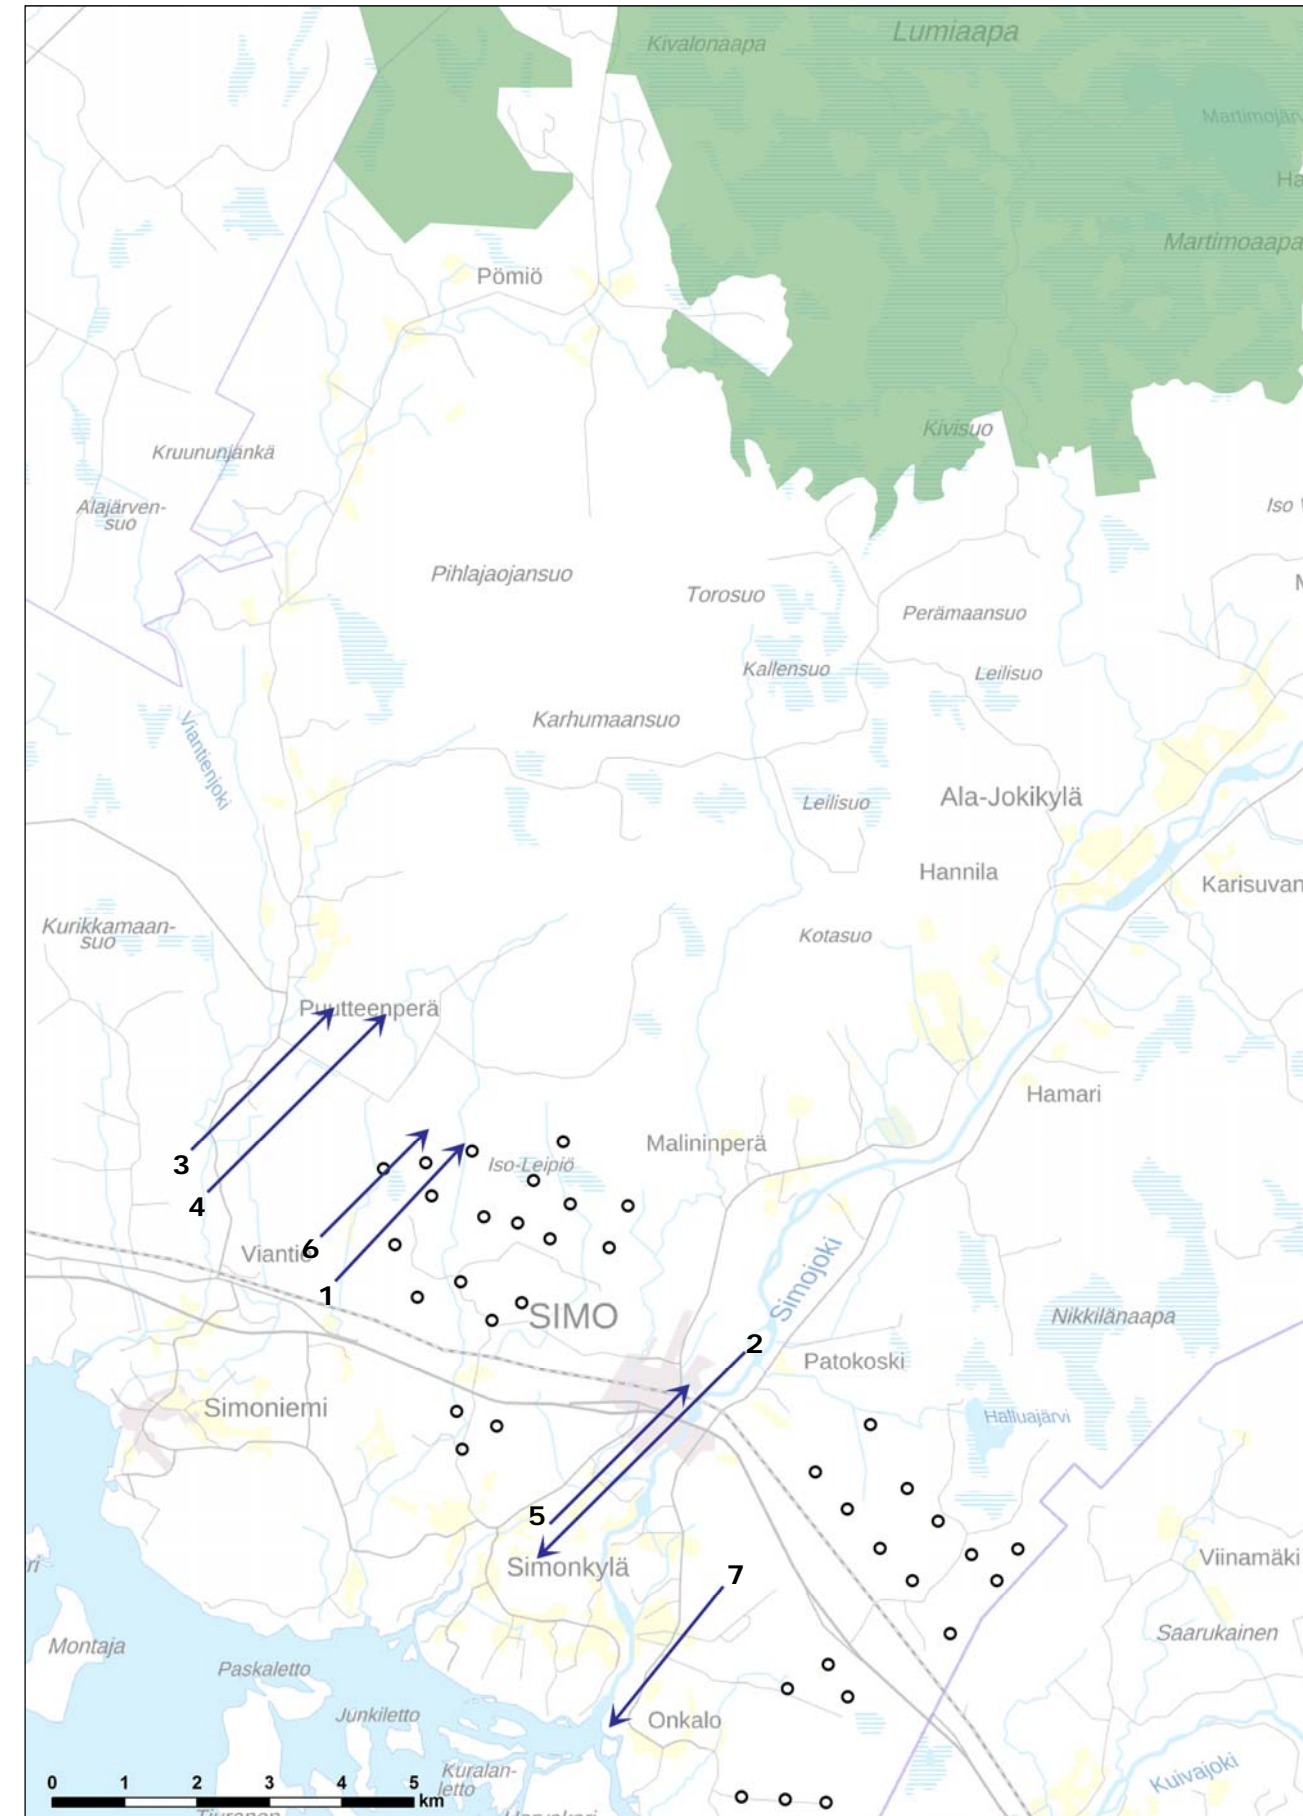 Kivalonaapa
Lumiaapa
Martimojärv
Ha
Martimoaapa
Pömiö
Kivisuo
Kruununjänkä
Alajärven-
suo
Iso
Pihlajaojansuo
Torosuo
Perämaansuo
Kallensuo
Leilisuo
Viantienjoki
Karhumaansuo
Leilisuo
Ala-Jokikylä
Hannila
Karisuvan
Kurikkamaan-
suo
Kotasuo
Puutteenperä
Hamari
Malininperä
Iso-Leipiö
3
4
Viantie
6
1
Simojoki
SIMO
Nikkilänaapa
2
Patokoski
Simoniemi
Halluajärvi
5
Simonkylä
7
Viinamäki
ri
Montaja
Saarukainen
Paskaletto
Junkiletto
Onkalo
Kuralan-
letto
Kuivajoki
0 1 2 3 4 5
km